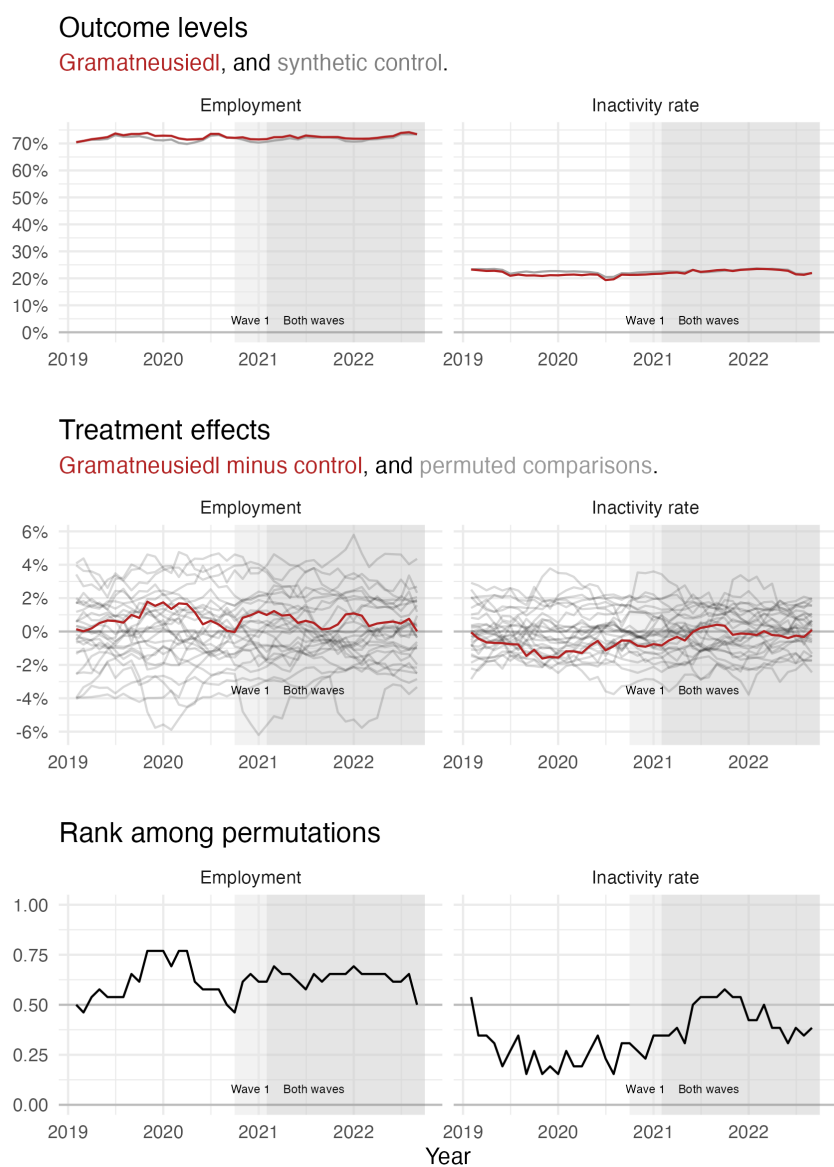 Outcome levels
Gramatneusiedl, and synthetic control.
Employment
Inactivity rate
70%
60%
50%
40%
30%
20%
10%
0%
Wave 1 Both waves
Wave 1 Both waves
2019 2020 2021 2022
2019 2020 2021 2022
Treatment effects
Gramatneusiedl minus control, and permuted comparisons.
Employment
Inactivity rate
6%
4%
2%
0%
-2%
-4%
-6%
Wave 1 Both waves
Wave 1 Both waves
2019 2020 2021 2022
2019 2020 2021 2022
Rank among permutations
Employment
Inactivity rate
1.00
0.75
0.50
0.25
0.00
Wave 1 Both waves
Wave 1 Both waves
2019 2020 2021 2022
2019 2020 2021 2022
Year